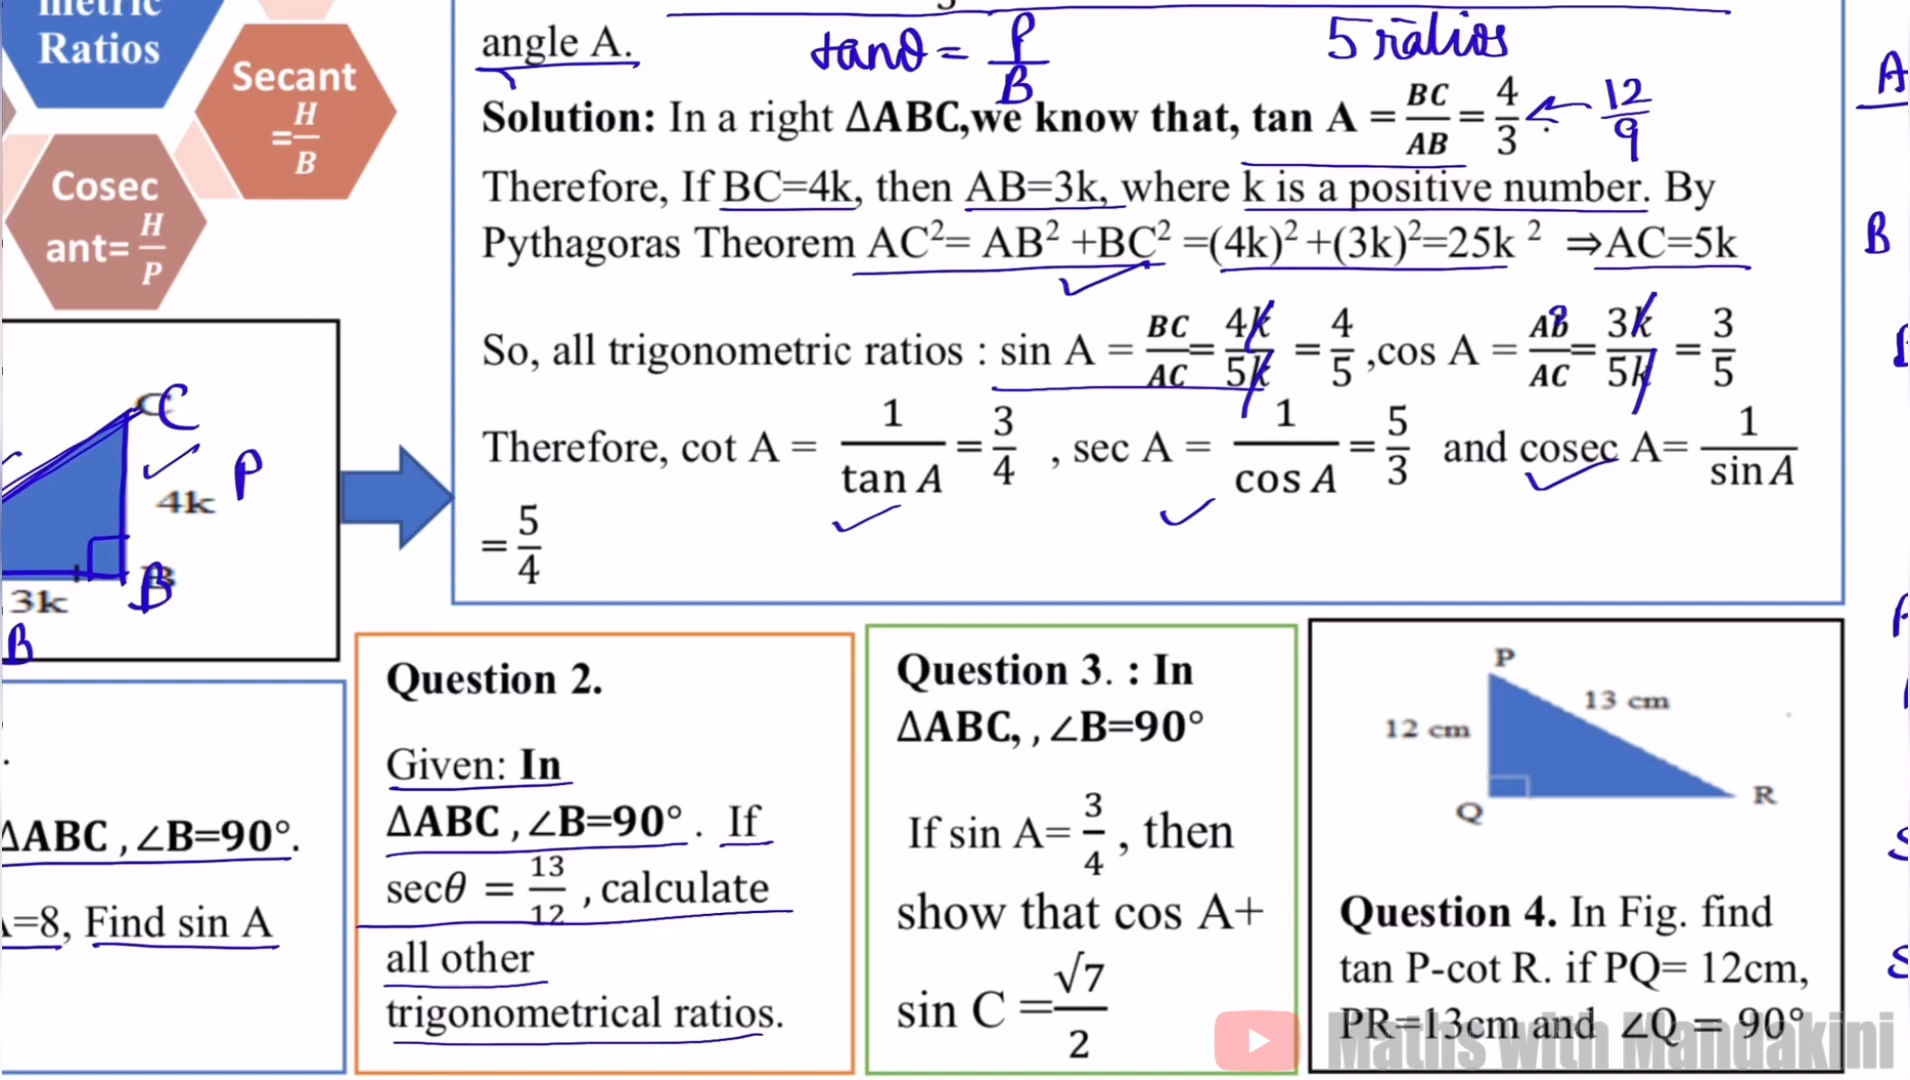 metric
Ratios
Secant
= H/B
Cosec
ant= H/P
angle A.
tanθ = P/B
5 ratios
Solution: In a right ΔABC,we know that, tan A = BC/AB = 4/3 . ← 12/9
Therefore, If BC=4k, then AB=3k, where k is a positive number. By
Pythagoras Theorem AC²= AB² +BC² =(4k)²+(3k)²=25k ² ⇒AC=5k
So, all trigonometric ratios : sin A = BC/AC = 4k/5k = 4/5 ,cos A = Ab/AC = 3k/5k = 3/5
Therefore, cot A = 1/tan A = 3/4 , sec A = 1/cos A = 5/3 and cosec A= 1/sin A
= 5/4
C
C
P
4k
B
B
3k
B
A
B
ΔABC , ∠B=90°.
=8, Find sin A
Question 2.
Given: In
ΔABC , ∠B=90° . If
secθ = 13/12 , calculate
all other
trigonometrical ratios.
Question 3. : In
ΔABC, , ∠B=90°
If sin A= 3/4 , then
show that cos A+
sin C = √7/2
P
13 cm
12 cm
Q
R
Question 4. In Fig. find
tan P-cot R. if PQ= 12cm,
PR=13cm and ∠Q = 90°
Maths with Mandakini